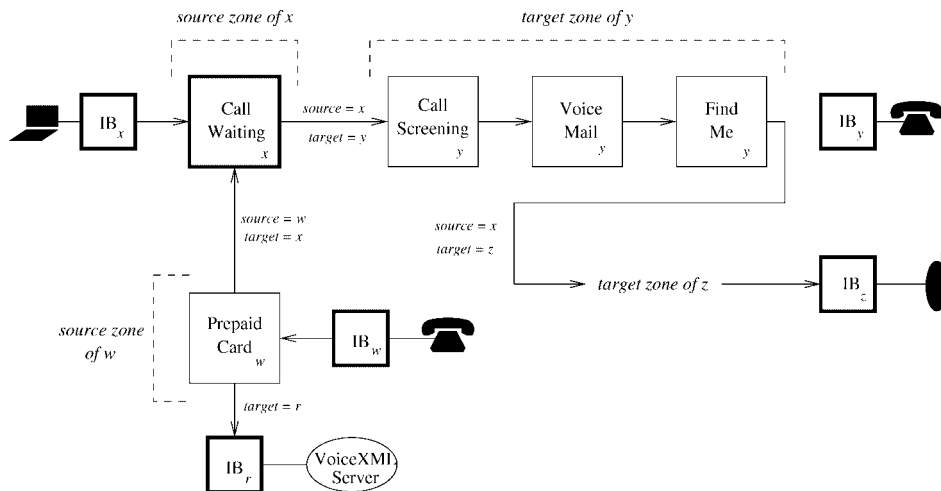 source zone of x
target zone of y
IB x
Call
Waiting
x
source = x
target = y
Call
Screening
y
Voice
Mail
y
Find
Me
y
IB y
source = w
target = x
source = x
target = z
target zone of z
IB z
source zone
of w
Prepaid
Card
w
IB w
target = r
IB r
VoiceXML
Server